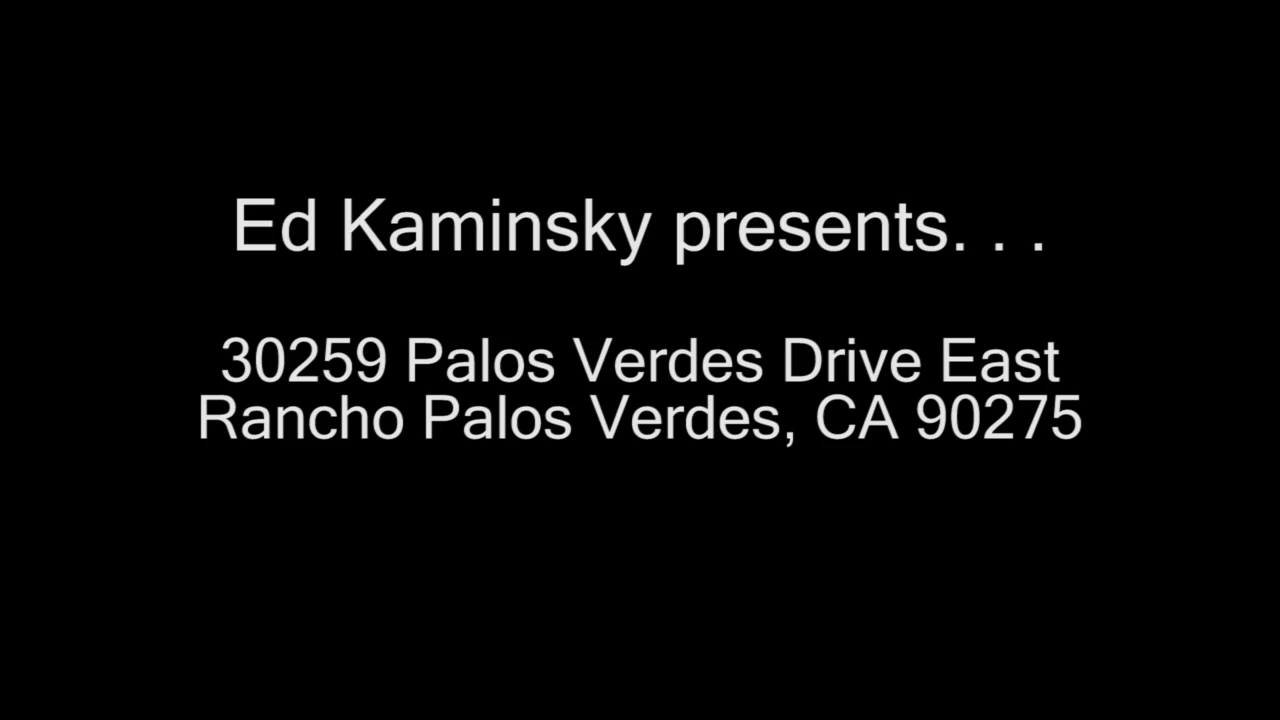 Ed Kaminsky presents. . .
30259 Palos Verdes Drive East
Rancho Palos Verdes, CA 90275